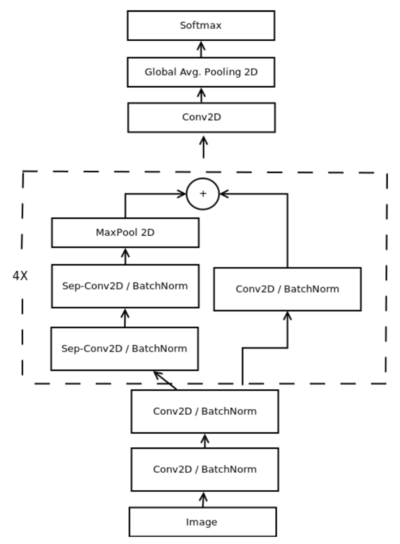 Softmax
Global Avg. Pooling 2D
Conv2D
+
MaxPool 2D
4X
Sep-Conv2D / BatchNorm
Conv2D / BatchNorm
Sep-Conv2D / BatchNorm
Conv2D / BatchNorm
Conv2D / BatchNorm
Image